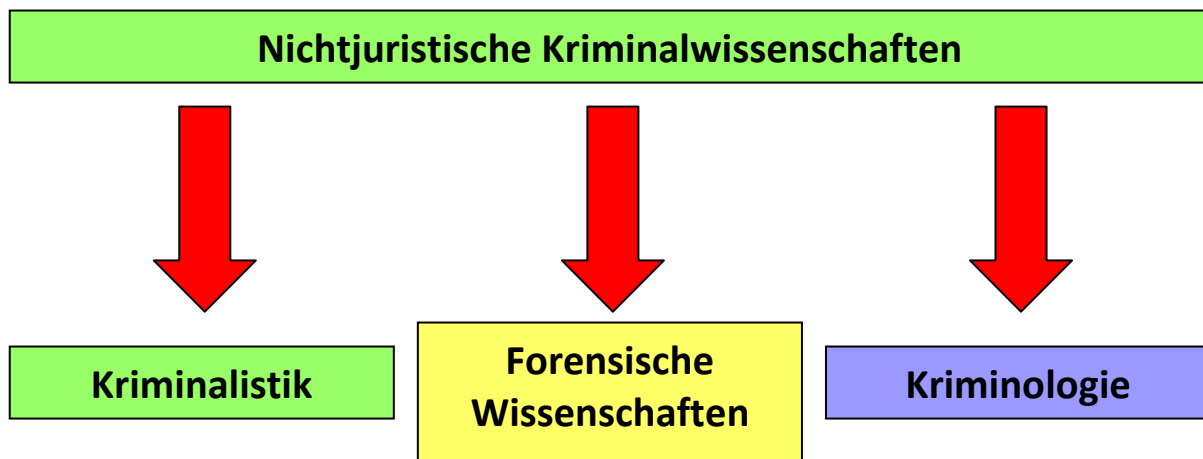 Nichtjuristische Kriminalwissenschaften
Kriminalistik
Forensische
Wissenschaften
Kriminologie